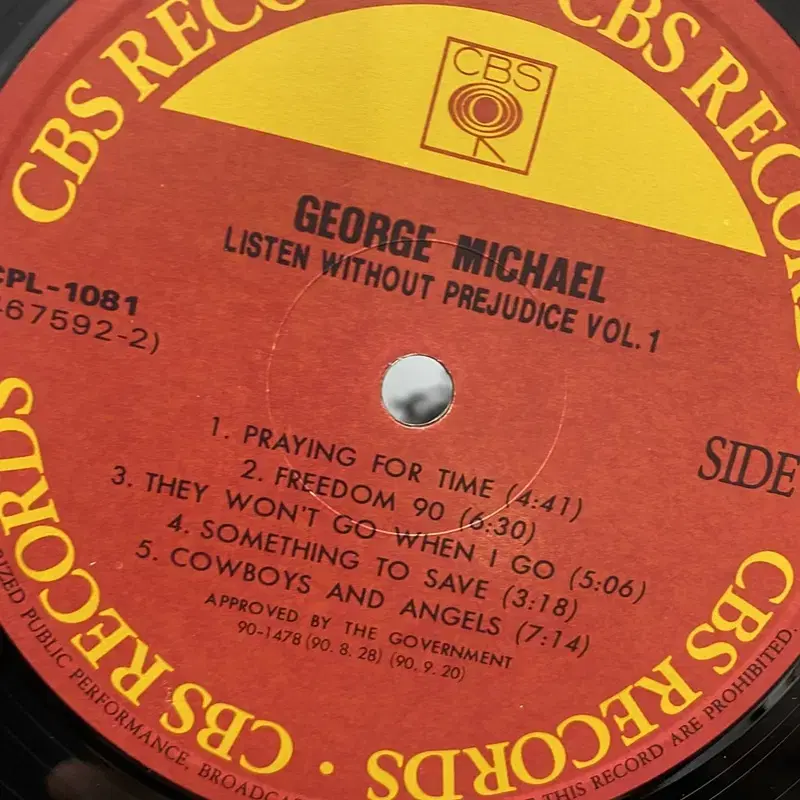 CBS RECORDS
CBS RECORDS
CBS
GEORGE MICHAEL
LISTEN WITHOUT PREJUDICE VOL. 1
CPL-1081
467592-2)
SIDE
1. PRAYING FOR TIME (4:41)
2. FREEDOM 90 (6:30)
3. THEY WON'T GO WHEN I GO (5:06)
4. SOMETHING TO SAVE (3:18)
5. COWBOYS AND ANGELS (7:14)
APPROVED BY THE GOVERNMENT
90-1478 (90. 8. 28) (90. 9. 20)
RECORDS · CBS RECORDS · CBS RECORDS
PUBLIC PERFORMANCE,
THIS RECORD ARE PROHIBITED.